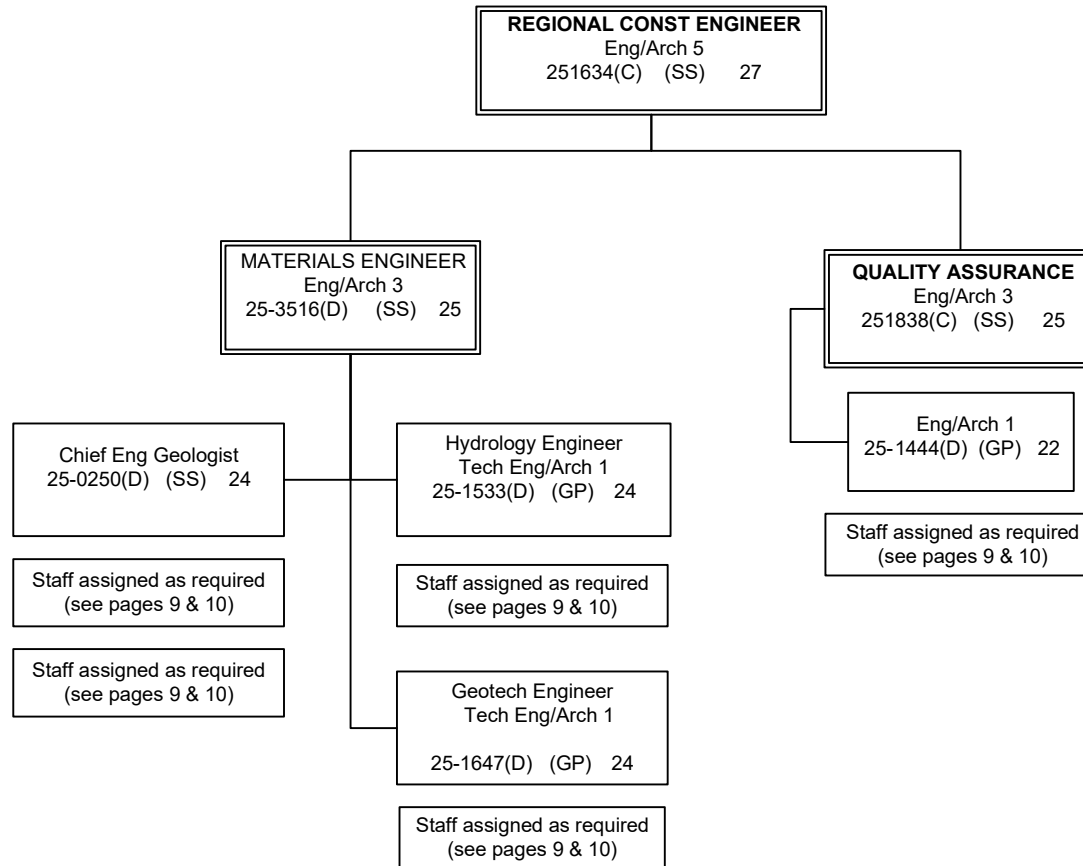 REGIONAL CONST ENGINEER
Eng/Arch 5
251634(C) (SS) 27
MATERIALS ENGINEER
Eng/Arch 3
25-3516(D) (SS) 25
QUALITY ASSURANCE
Eng/Arch 3
251838(C) (SS) 25
Eng/Arch 1
25-1444(D) (GP) 22
Staff assigned as required
(see pages 9 & 10)
Chief Eng Geologist
25-0250(D) (SS) 24
Staff assigned as required
(see pages 9 & 10)
Staff assigned as required
(see pages 9 & 10)
Hydrology Engineer
Tech Eng/Arch 1
25-1533(D) (GP) 24
Staff assigned as required
(see pages 9 & 10)
Geotech Engineer
Tech Eng/Arch 1
25-1647(D) (GP) 24
Staff assigned as required
(see pages 9 & 10)